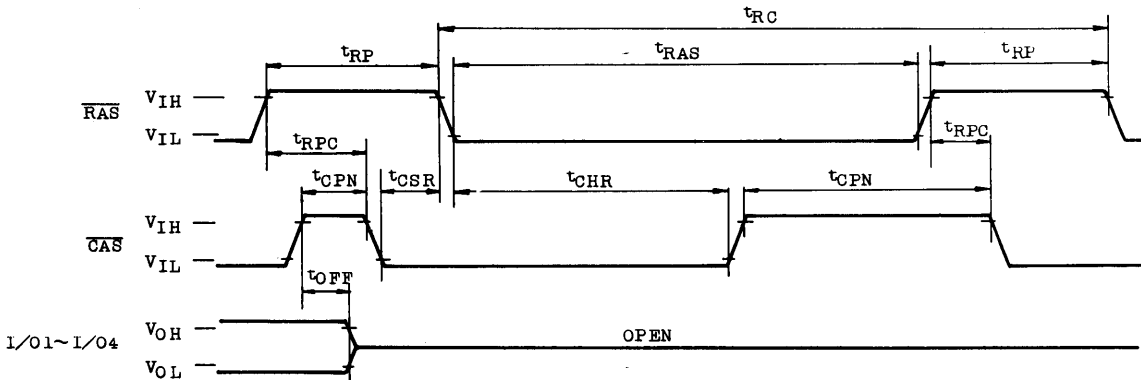 tRC
tRP tRAS tRP
RAS VIH
VIL
tRPC tRPC
tCPN tCSR tCHR tCPN
CAS VIH
VIL
tOFF
I/O1~I/O4 VOH OPEN
VOL